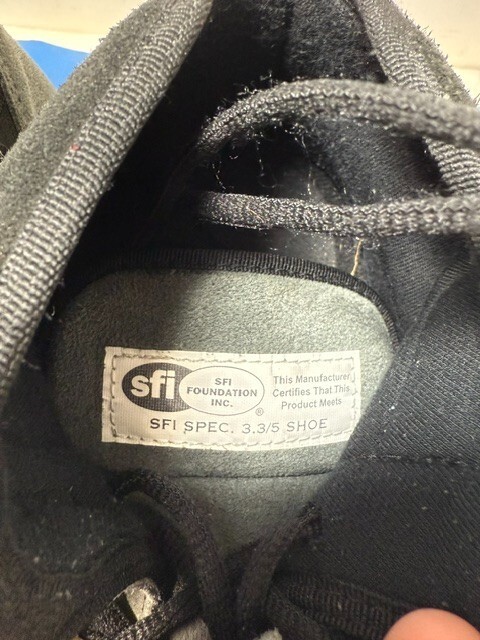 sfi
SFI
FOUNDATION
INC.
®
This Manufacturer
Certifies That This
Product Meets
SFI SPEC. 3.3/5 SHOE